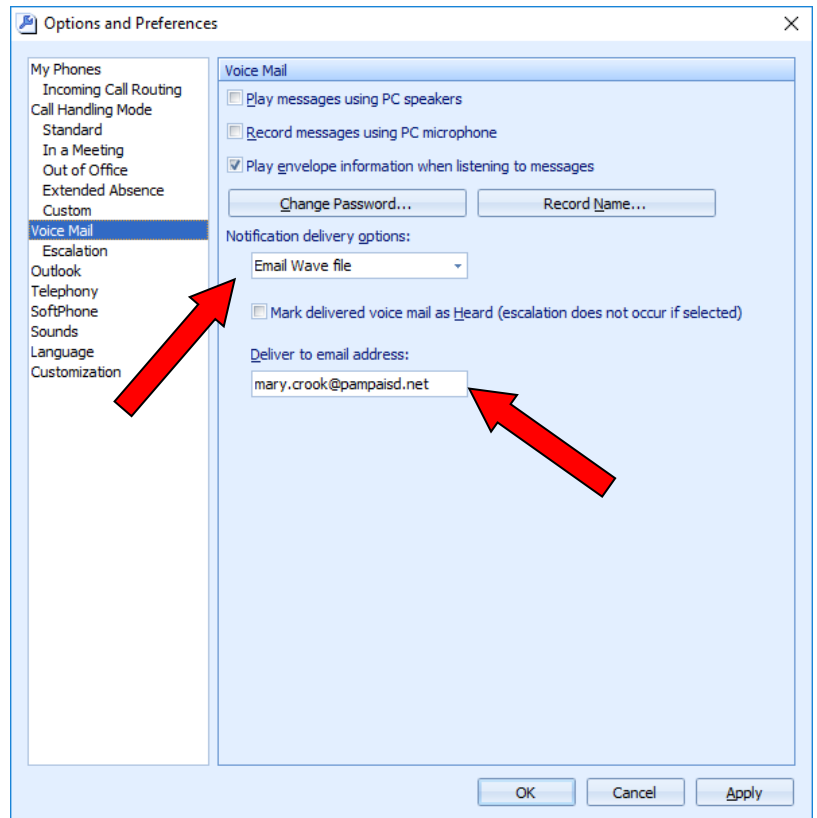 Options and Preferences
My Phones
Incoming Call Routing
Call Handling Mode
Standard
In a Meeting
Out of Office
Extended Absence
Custom
Voice Mail
Escalation
Outlook
Telephony
SoftPhone
Sounds
Language
Customization
Voice Mail
Play messages using PC speakers
Record messages using PC microphone
Play envelope information when listening to messages
Change Password... Record Name...
Notification delivery options:
Email Wave file
Mark delivered voice mail as Heard (escalation does not occur if selected)
Deliver to email address:
mary.crook@pampaisd.net
OK Cancel Apply